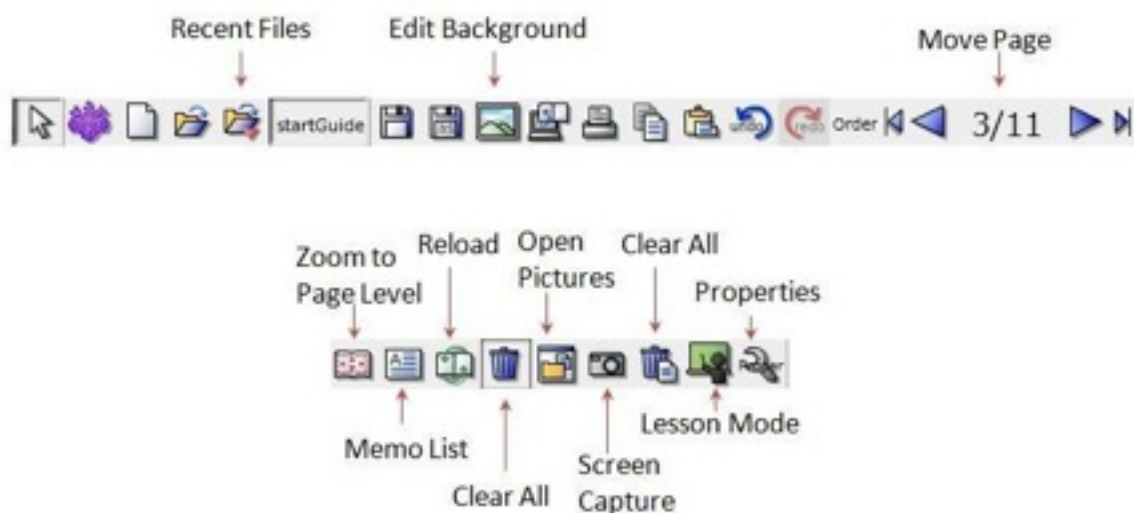 Recent Files
Edit Background
Move Page
startGuide
undo
redo
Order
3/11
Zoom to
Page Level
Reload
Open
Pictures
Clear All
Properties
Memo List
Clear All
Screen
Capture
Lesson Mode